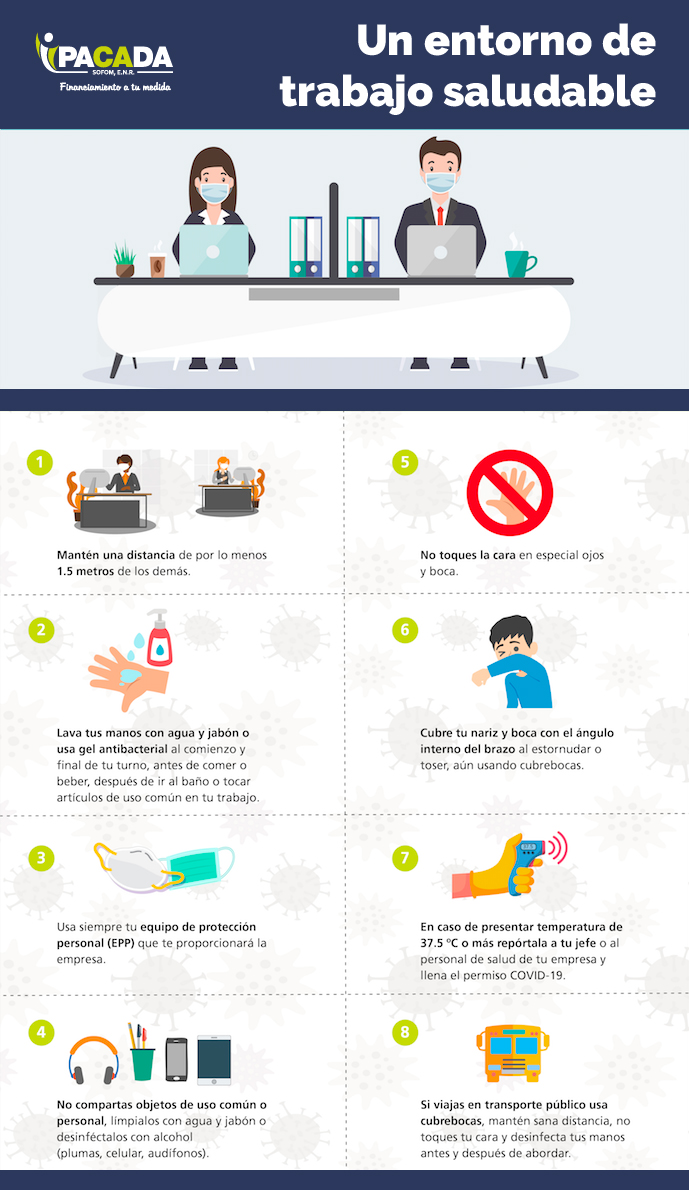 PACADA
SOFOM, E.N.R.
Financiamiento a tu medida
Un entorno de
trabajo saludable
1
Mantén una distancia de por lo menos
1.5 metros de los demás.
2
Lava tus manos con agua y jabón o
usa gel antibacterial al comienzo y
final de tu turno, antes de comer o
beber, después de ir al baño o tocar
artículos de uso común en tu trabajo.
3
Usa siempre tu equipo de protección
personal (EPP) que te proporcionará la
empresa.
4
No compartas objetos de uso común o
personal, límpialos con agua y jabón o
desinféctalos con alcohol
(plumas, celular, audífonos).
5
No toques la cara en especial ojos
y boca.
6
Cubre tu nariz y boca con el ángulo
interno del brazo al estornudar o
toser, aún usando cubrebocas.
7
En caso de presentar temperatura de
37.5 ºC o más repórtala a tu jefe o al
personal de salud de tu empresa y
llena el permiso COVID-19.
8
Si viajas en transporte público usa
cubrebocas, mantén sana distancia, no
toques tu cara y desinfecta tus manos
antes y después de abordar.